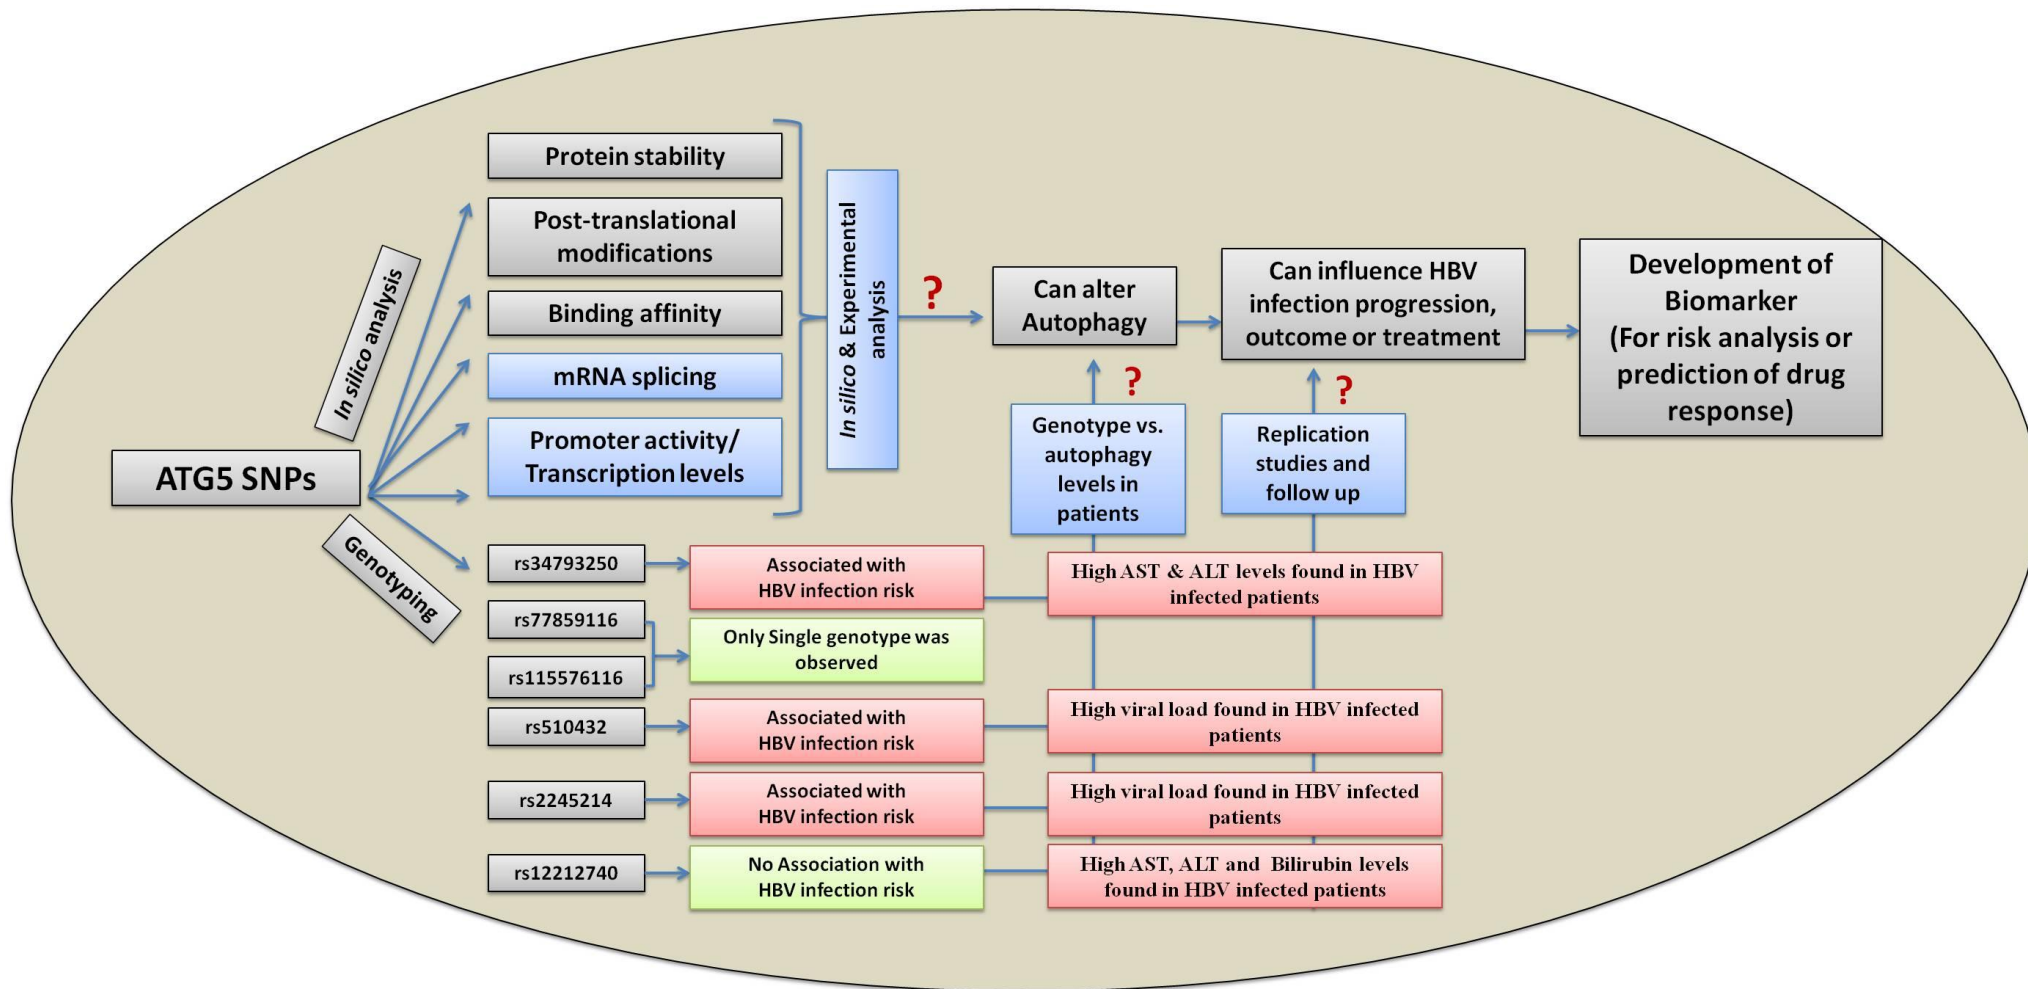 ATG5 SNPs
In silico analysis
Genotyping
Protein stability
Post-translational
modifications
Binding affinity
mRNA splicing
Promoter activity/
Transcription levels
In silico & Experimental
analysis
?
Can alter
Autophagy
Can influence HBV
infection progression,
outcome or treatment
Development of
Biomarker
(For risk analysis or
prediction of drug
response)
?
Genotype vs.
autophagy
levels in
patients
?
Replication
studies and
follow up
rs34793250
Associated with
HBV infection risk
High AST & ALT levels found in HBV
infected patients
rs77859116
rs115576116
Only Single genotype was
observed
rs510432
Associated with
HBV infection risk
High viral load found in HBV infected
patients
rs2245214
Associated with
HBV infection risk
High viral load found in HBV infected
patients
rs12212740
No Association with
HBV infection risk
High AST, ALT and Bilirubin levels
found in HBV infected patients